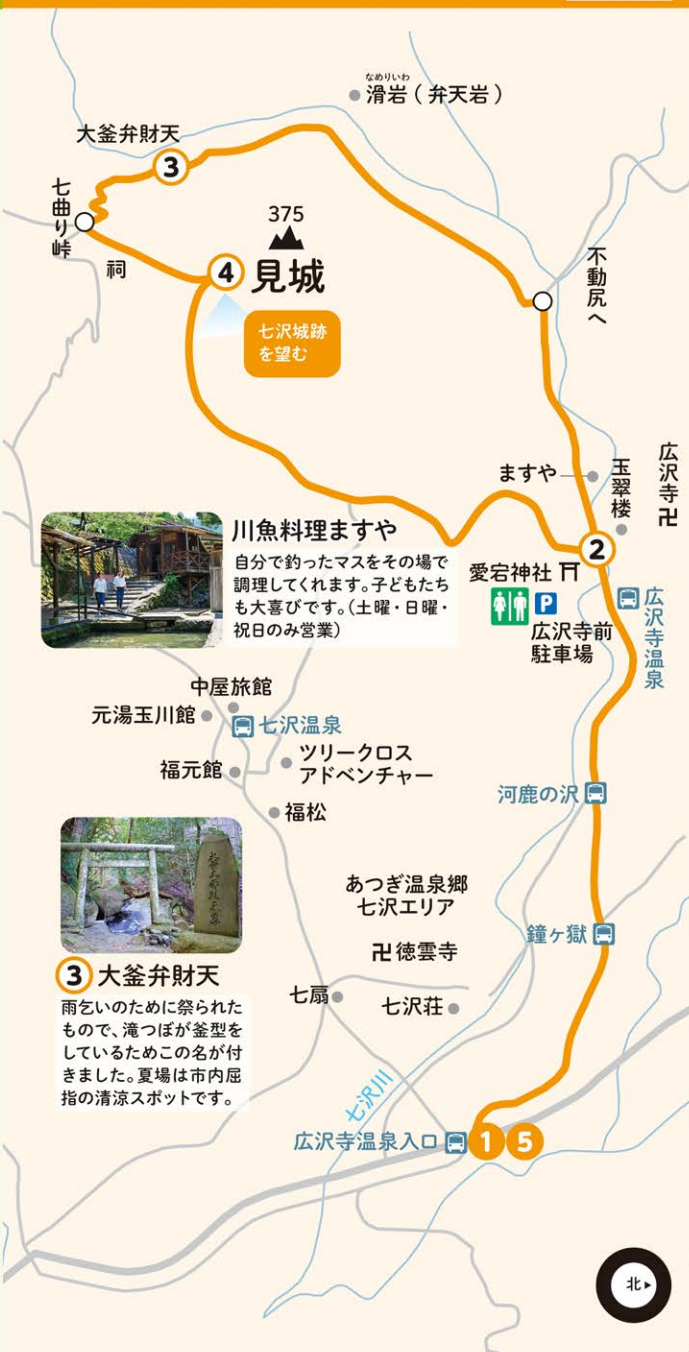 なめりいわ
滑岩(弁天岩)
大釜弁財天
3
七曲り峠
祠
375
4 見城
七沢城跡
を望む
不動尻へ
ますや
玉翠楼
広沢寺卍
2
川魚料理ますや
自分で釣ったマスをその場で
調理してくれます。子どもたち
も大喜びです。(土曜・日曜・
祝日のみ営業)
愛宕神社
P
広沢寺前
駐車場
広沢寺温泉
中屋旅館
元湯玉川館
七沢温泉
福元館
ツリークロス
アドベンチャー
福松
河鹿の沢
あつぎ温泉郷
七沢エリア
鐘ヶ獄
卍徳雲寺
七扇
七沢荘
3 大釜弁財天
雨乞いのために祭られた
もので、滝つぼが釜型を
しているためこの名が付
きました。夏場は市内屈
指の清涼スポットです。
七沢川
広沢寺温泉入口
1 5
北